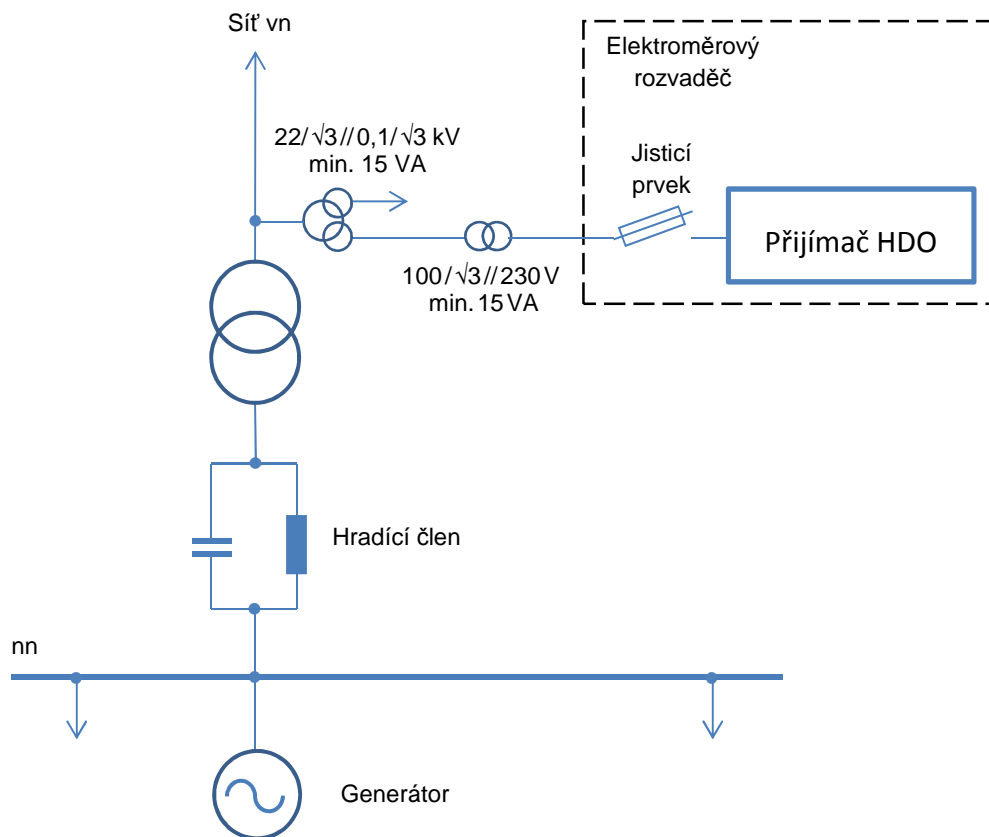 Síť vn
Elektroměrový
rozvaděč
22/√3//0,1/√3 kV
min. 15 VA
Jisticí
prvek
Přijímač HDO
100/√3//230 V
min. 15 VA
Hradící člen
nn
Generátor